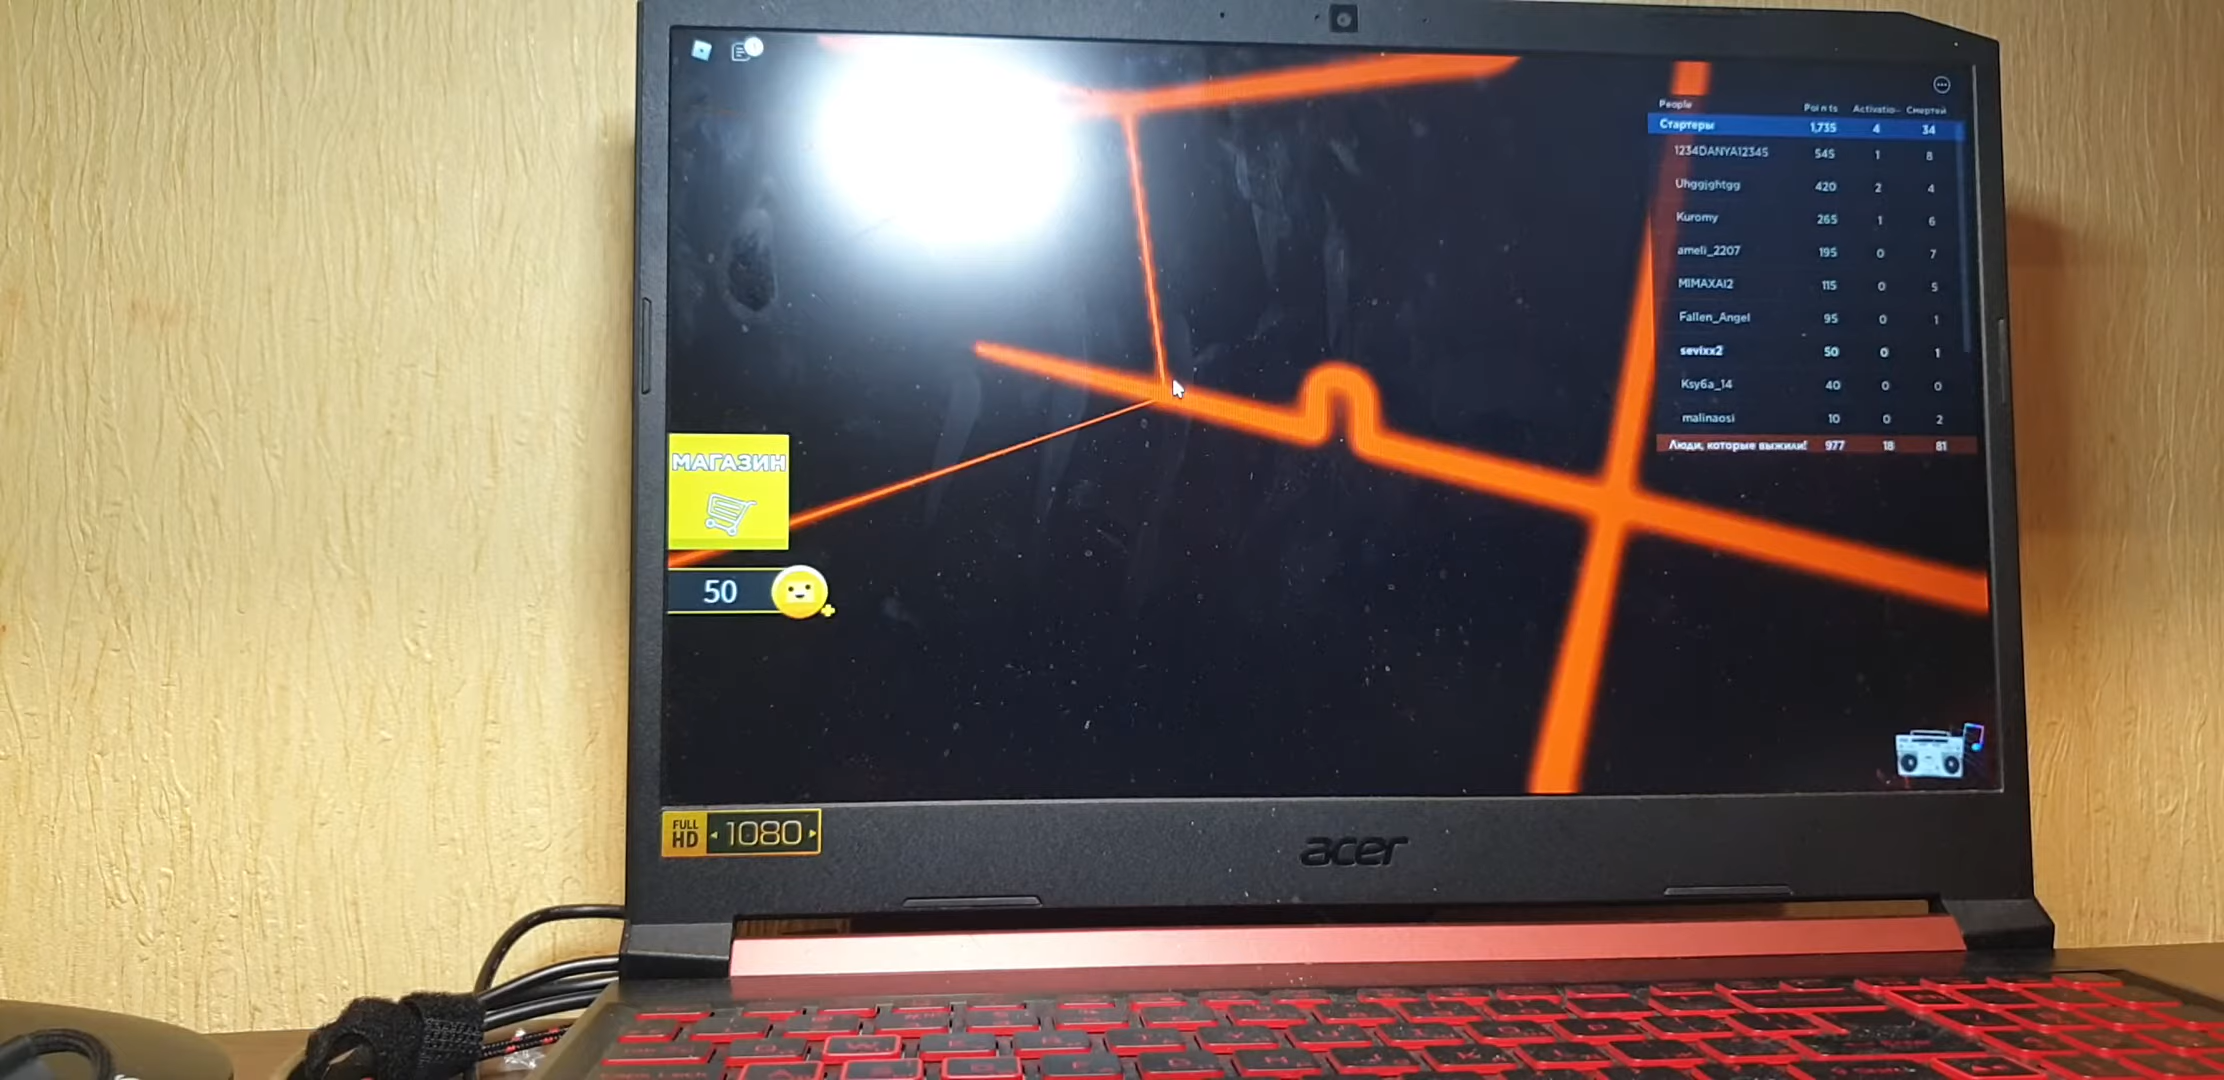 People Points Activatio... Смертей
Стартеры 1,735 4 34
1234DANYA12345 545 1 8
Uhggjghtgg 420 2 4
Kuromy 265 1 6
ameli_2207 195 0 7
MIMAXAI2 115 0 5
Fallen_Angel 95 0 1
sevixx2 50 0 1
Ksy6a_14 40 0 0
malinaosi 10 0 2
Люди, которые выжили! 977 18 81
МАГАЗИН
50
FULL HD 1080
acer